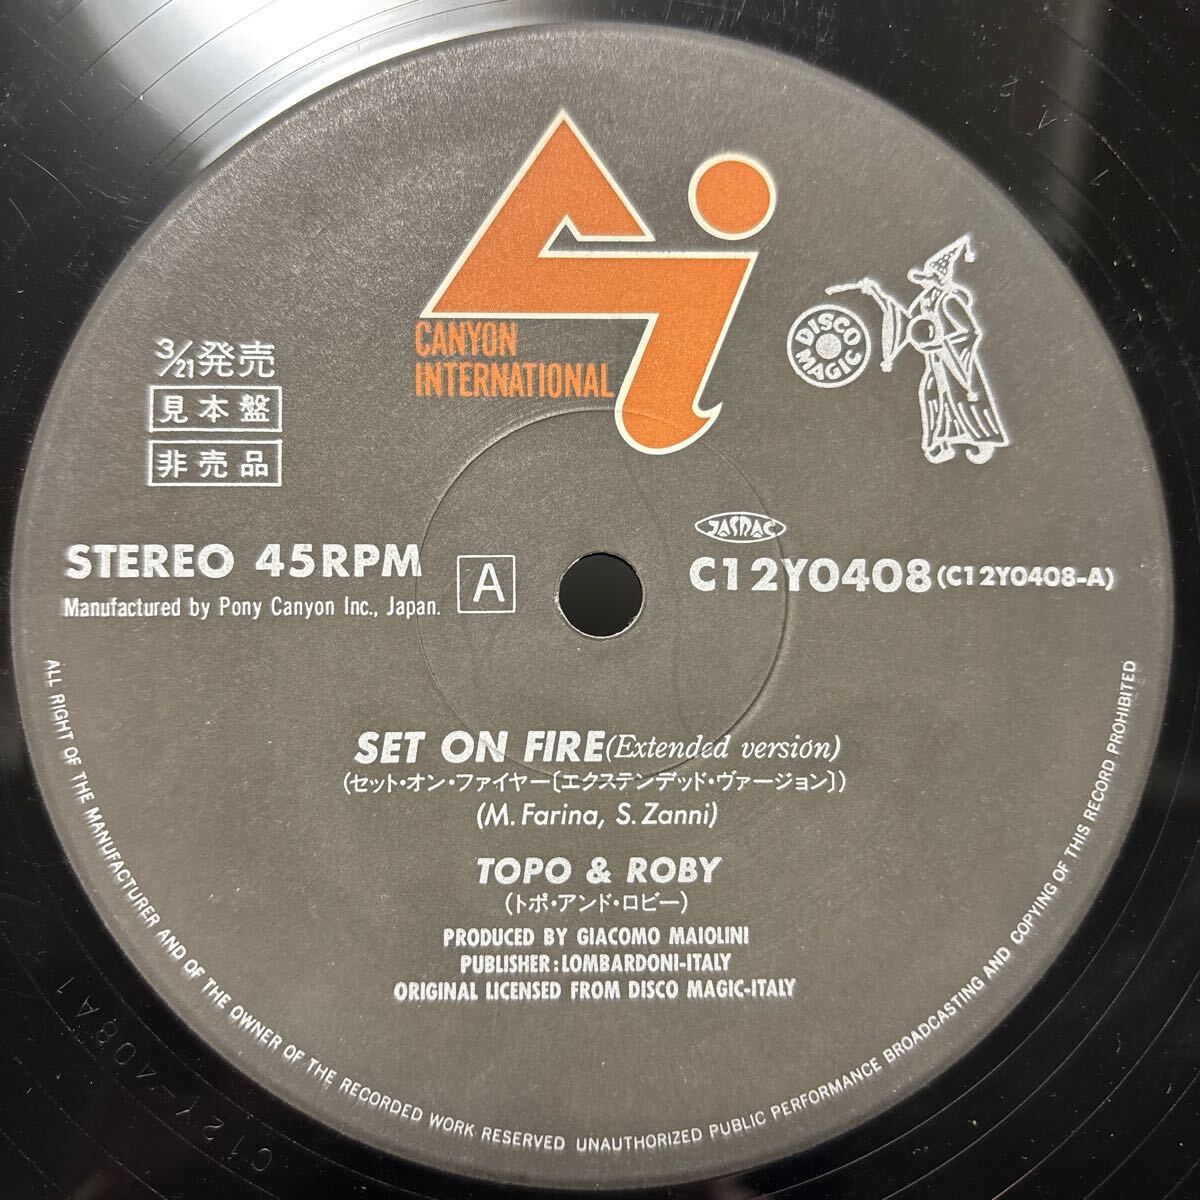 CANYON
INTERNATIONAL
DISCO
MAGIC
3/21発売
見本盤
非売品
JASRAC
STEREO 45RPM
A
C12Y0408(C12Y0408-A)
Manufactured by Pony Canyon Inc., Japan.
SET ON FIRE(Extended version)
(セット・オン・ファイヤー〔エクステンデッド・ヴァージョン〕)
(M. Farina, S. Zanni)
TOPO & ROBY
(トポ・アンド・ロビー)
PRODUCED BY GIACOMO MAIOLINI
PUBLISHER:LOMBARDONI-ITALY
ORIGINAL LICENSED FROM DISCO MAGIC-ITALY
ALL RIGHT OF THE MANUFACTURER AND OF THE OWNER OF THE RECORDED WORK RESERVED UNAUTHORIZED PUBLIC PERFORMANCE BROADCASTING AND COPYING OF THIS RECORD PROHIBITED
C12Y-408A1